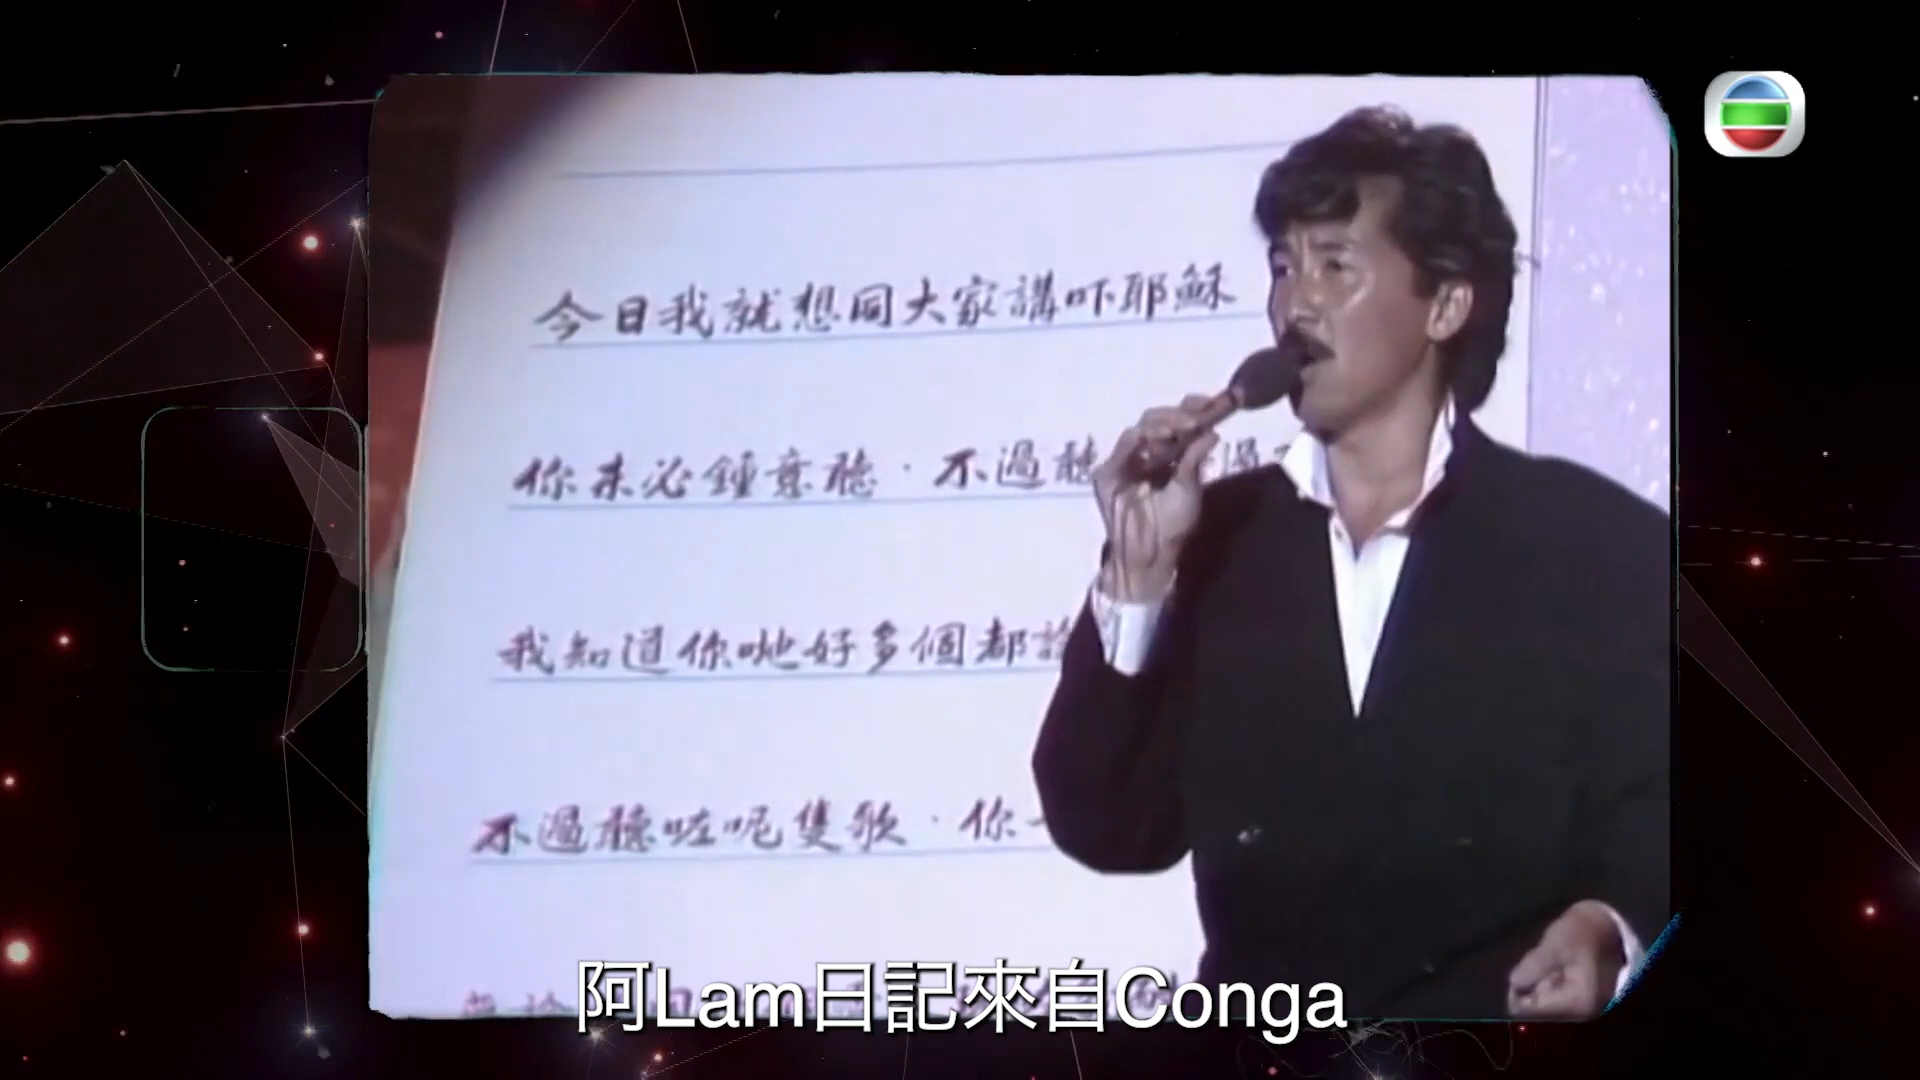 今日我就想同大家講吓耶穌
你未必鍾意聽．不過聽
我知道你哋好多個都
不過聽咗呢隻歌．你
阿Lam日記來自Conga